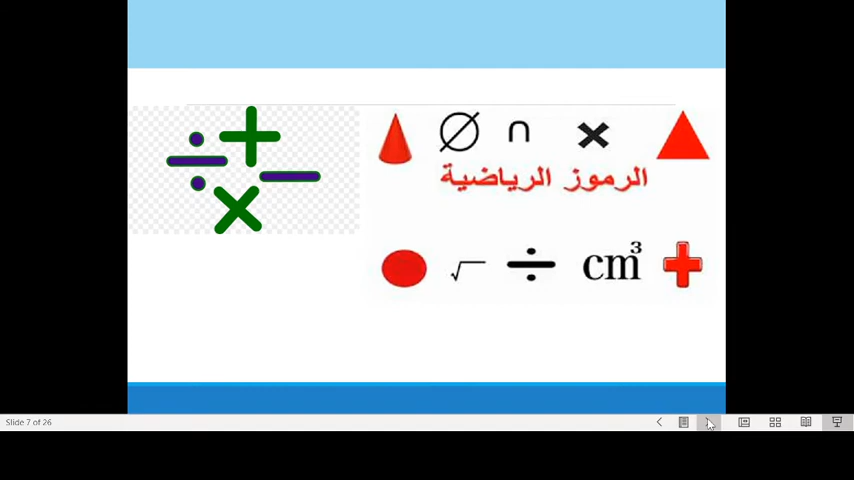 ÷ + − ×
∅ ∩ ×
الرموز الرياضية
√ ÷ cm³ +
Slide 7 of 26